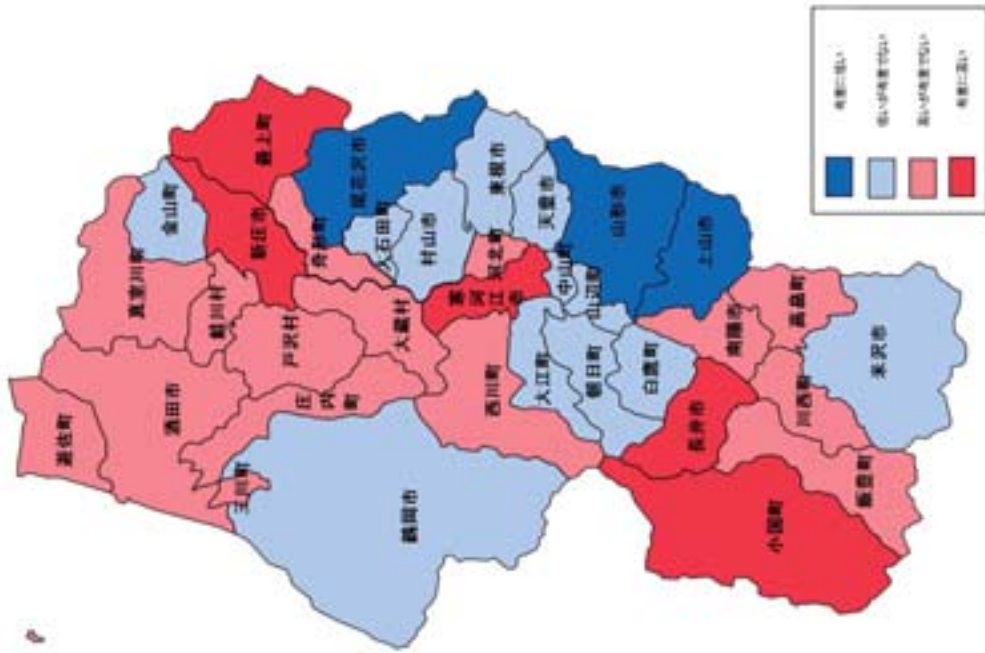 遊佐町
酒田市
真室川町
金山町
鮭川村
新庄市
最上町
戸沢村
舟形町
庄内町
大蔵村
尾花沢市
大石田町
村山市
東根市
三川町
鶴岡市
西川町
寒河江市
河北町
天童市
大江町
中山町
山辺町
山形市
朝日町
白鷹町
上山市
長井市
南陽市
高畠町
川西町
小国町
飯豊町
米沢市
有意に低い
低いが有意でない
高いが有意でない
有意に高い